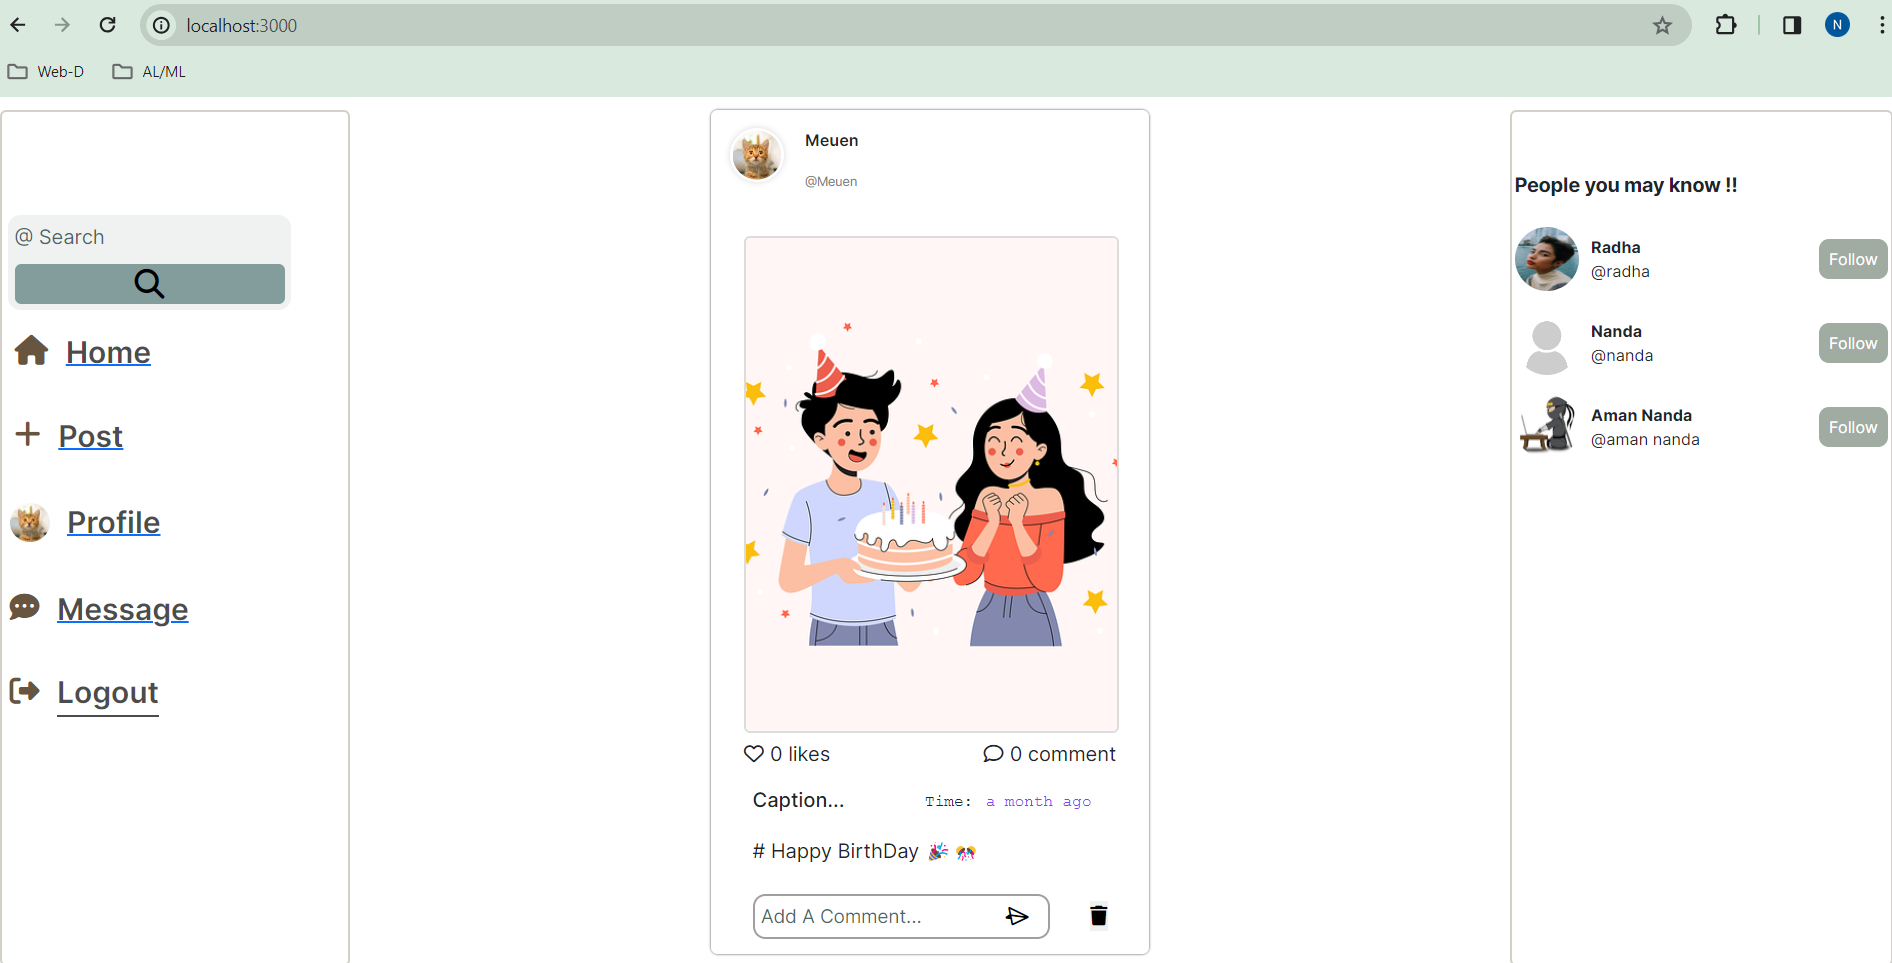 localhost:3000
N
Web-D
AL/ML
@ Search
Home
Post
Profile
Message
Logout
Meuen
@Meuen
0 likes
0 comment
Caption...
Time: a month ago
# Happy BirthDay 🎉 🎊
Add A Comment...
People you may know !!
Radha
@radha
Follow
Nanda
@nanda
Follow
Aman Nanda
@aman nanda
Follow